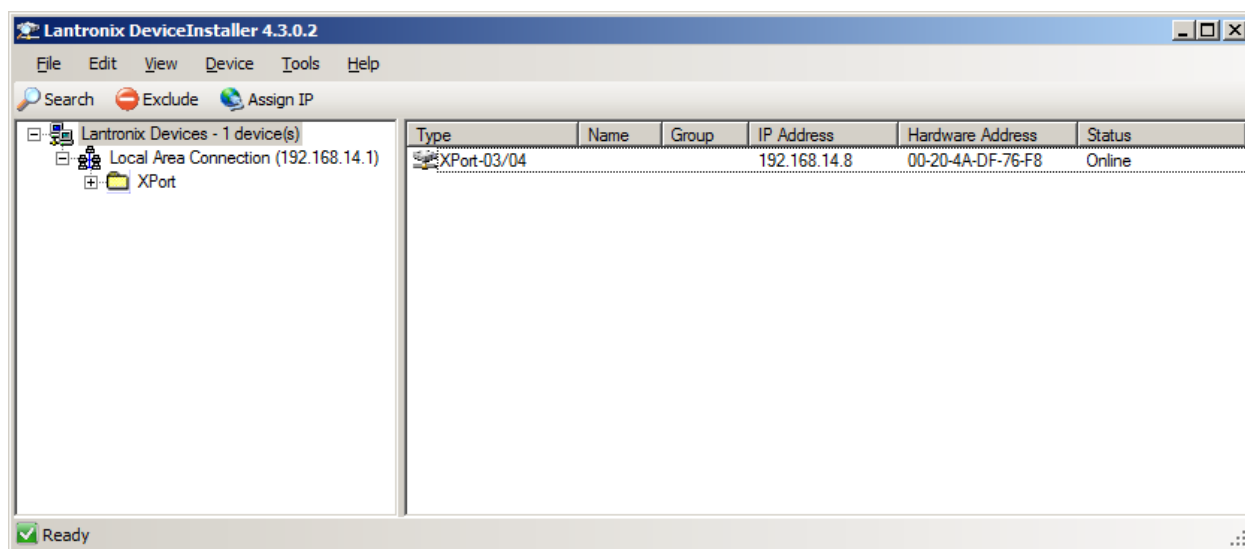 Lantronix DeviceInstaller 4.3.0.2
File Edit View Device Tools Help
Search Exclude Assign IP
Lantronix Devices - 1 device(s)
Local Area Connection (192.168.14.1)
XPort
Type Name Group IP Address Hardware Address Status
XPort-03/04 192.168.14.8 00-20-4A-DF-76-F8 Online
Ready